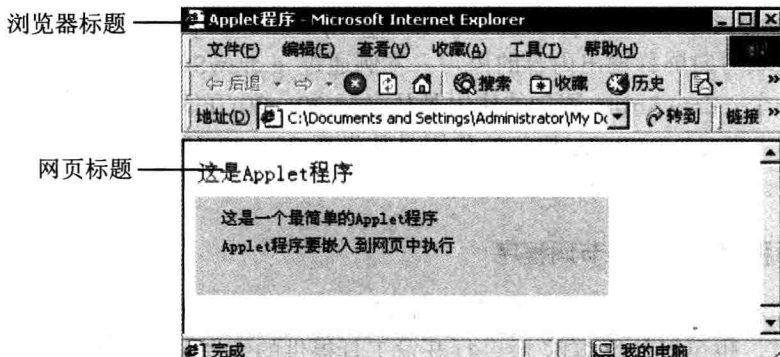 浏览器标题
Applet程序 - Microsoft Internet Explorer
文件(F) 编辑(E) 查看(V) 收藏(A) 工具(T) 帮助(H)
后退 搜索 收藏 历史 »
地址(D) C:\Documents and Settings\Administrator\My Do 转到 链接 »
网页标题
这是Applet程序
这是一个最简单的Applet程序
Applet程序要嵌入到网页中执行
完成 我的电脑